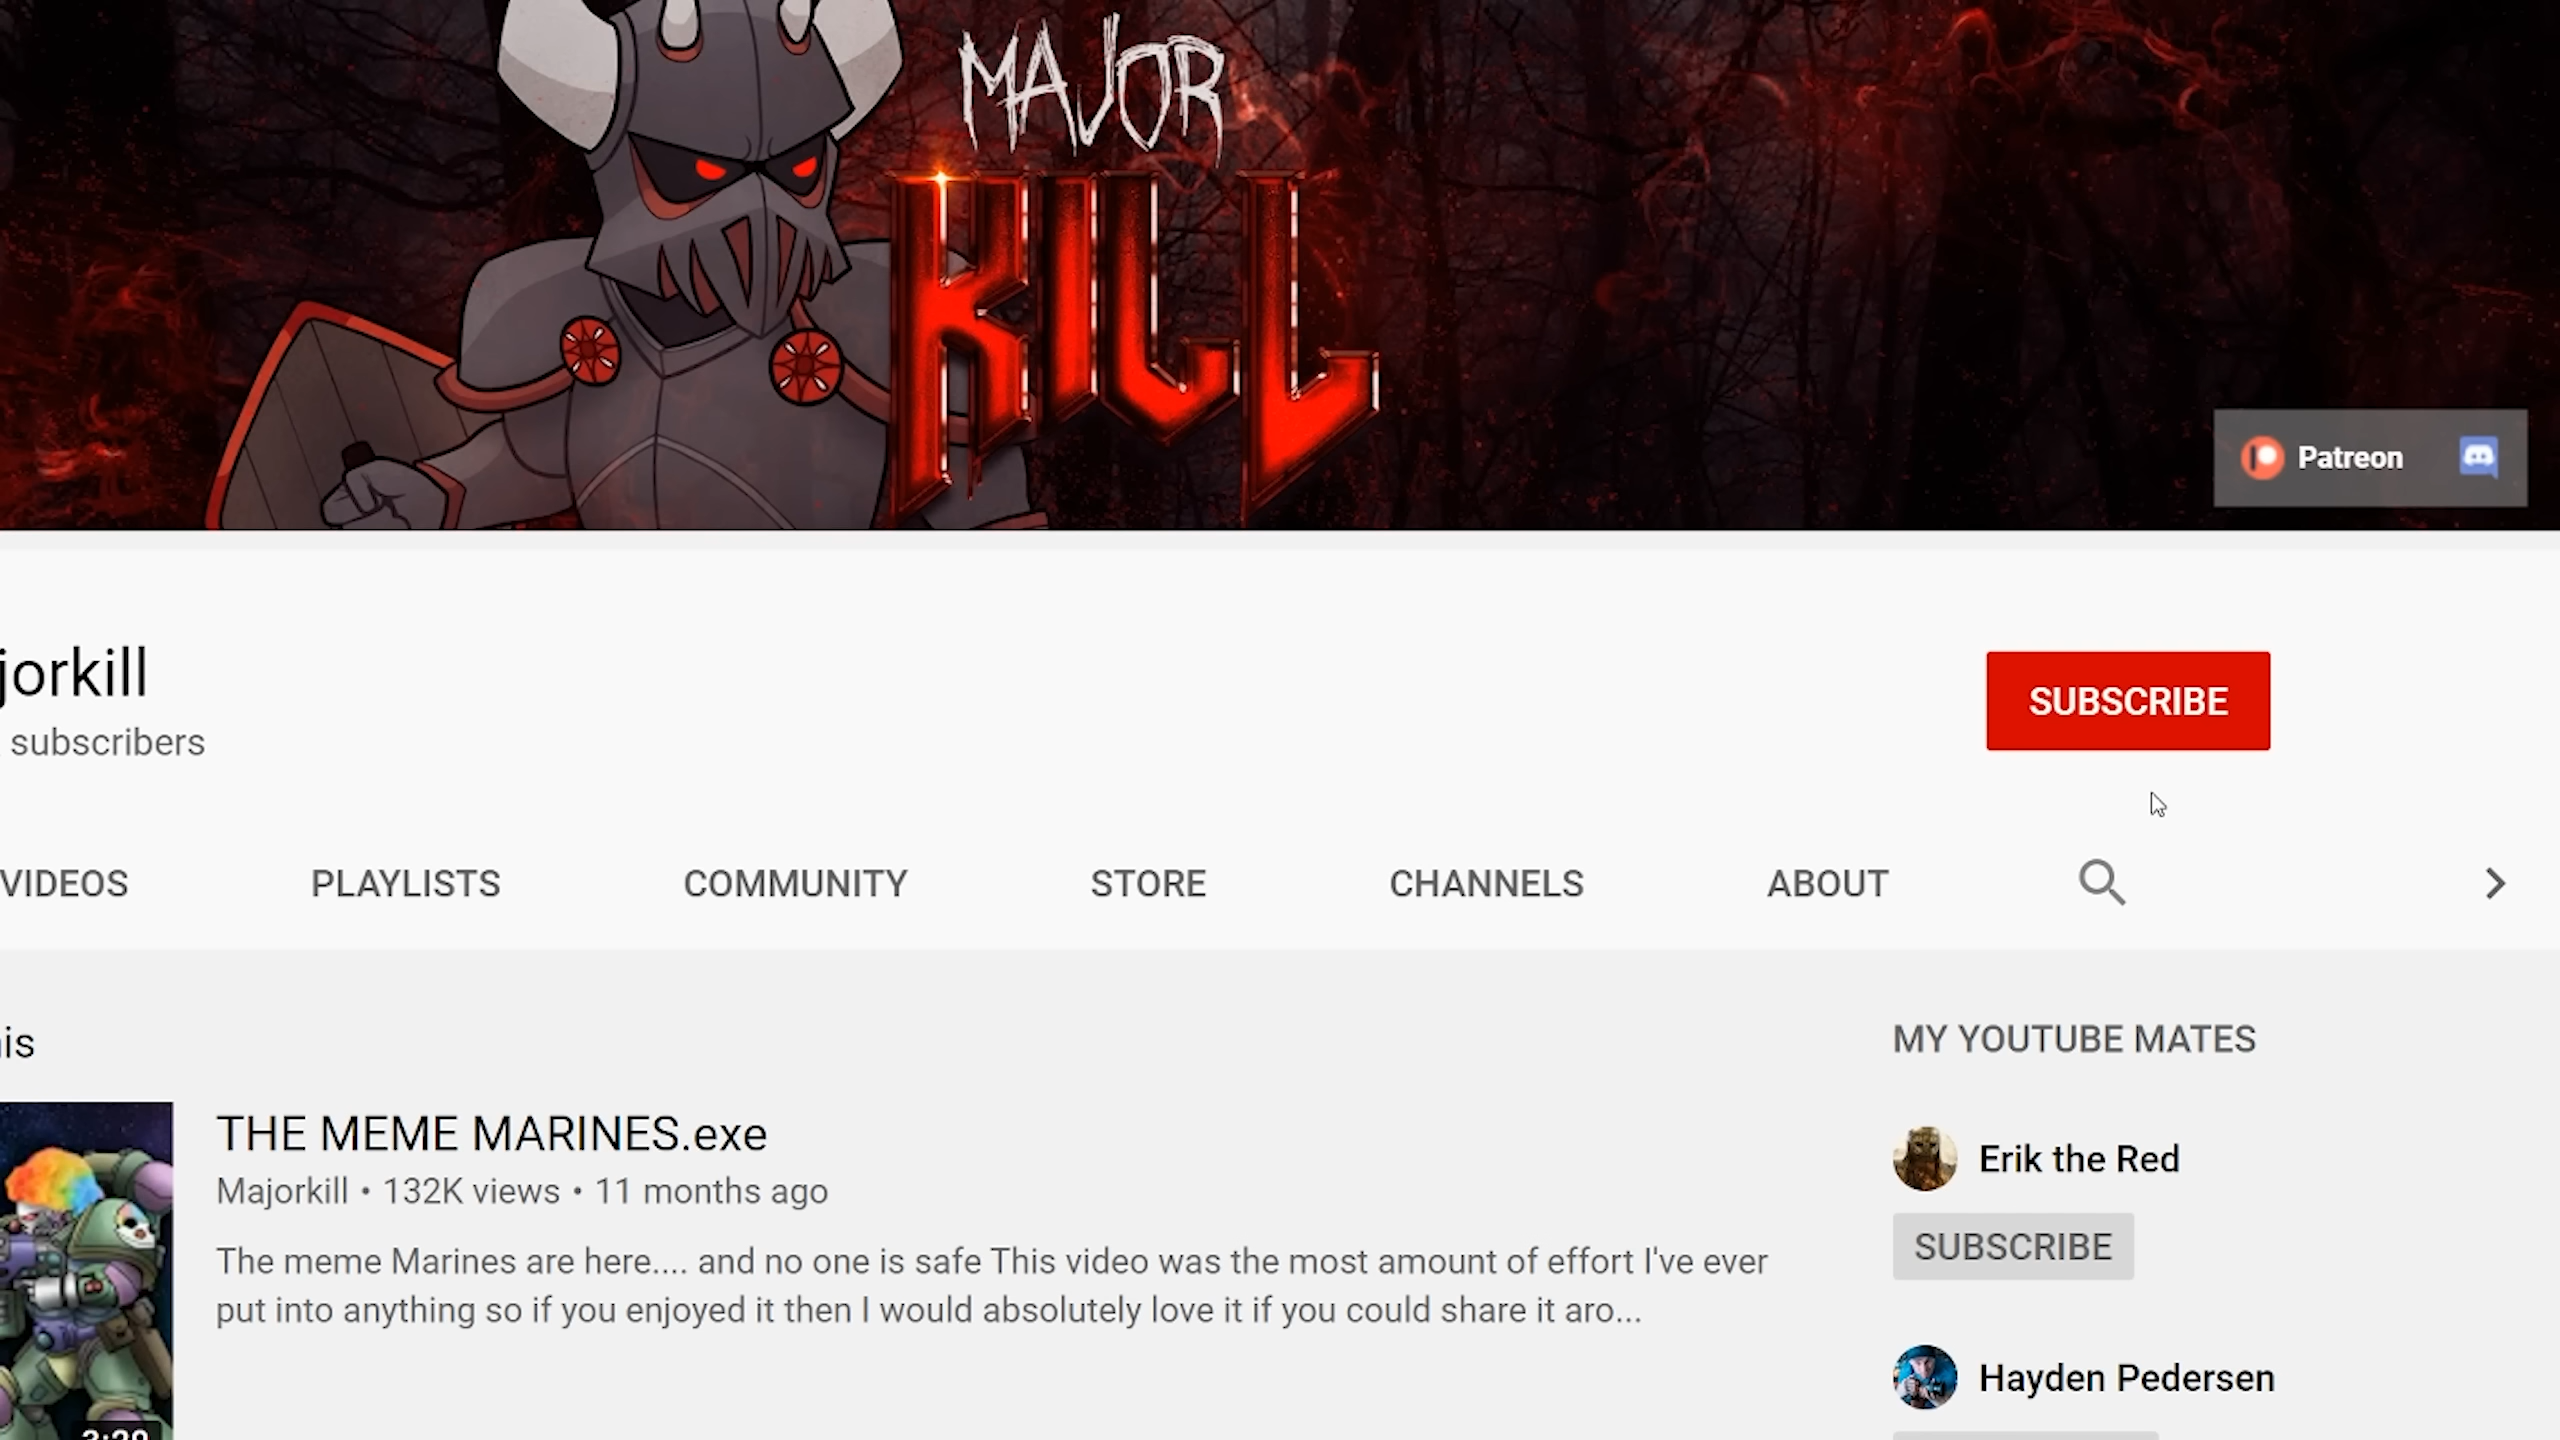 MAJOR
KILL
Patreon
jorkill
subscribers
SUBSCRIBE
VIDEOS
PLAYLISTS
COMMUNITY
STORE
CHANNELS
ABOUT
is
MY YOUTUBE MATES
THE MEME MARINES.exe
Majorkill • 132K views • 11 months ago
The meme Marines are here.... and no one is safe This video was the most amount of effort I've ever
put into anything so if you enjoyed it then I would absolutely love it if you could share it aro...
Erik the Red
SUBSCRIBE
Hayden Pedersen